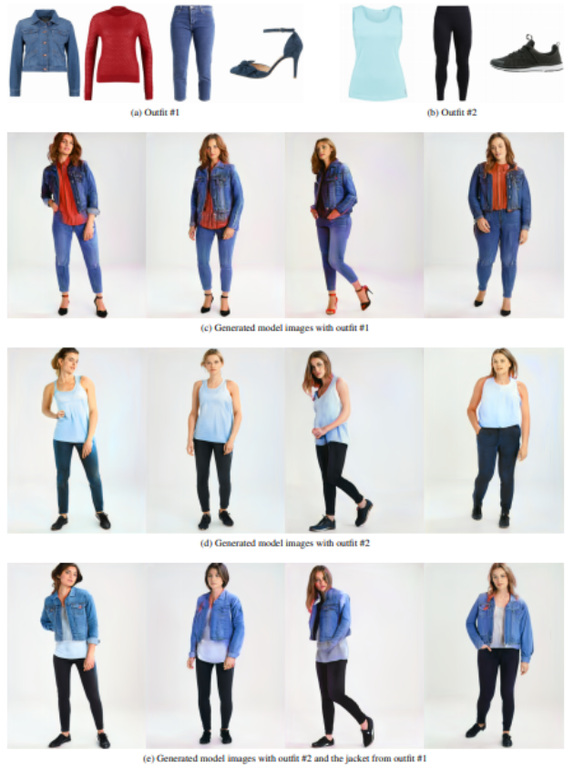 (a) Outfit #1
(b) Outfit #2
(c) Generated model images with outfit #1
(d) Generated model images with outfit #2
(e) Generated model images with outfit #2 and the jacket from outfit #1